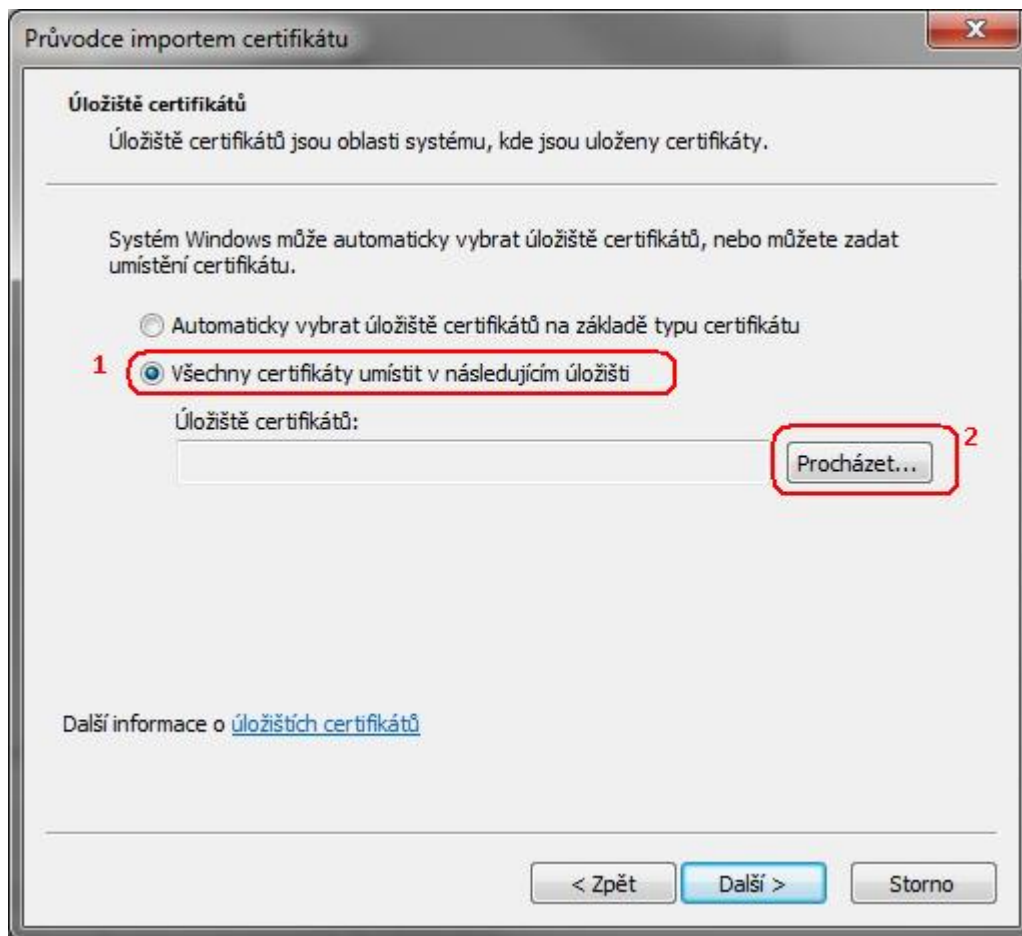 Průvodce importem certifikátu
Úložiště certifikátů
Úložiště certifikátů jsou oblasti systému, kde jsou uloženy certifikáty.
Systém Windows může automaticky vybrat úložiště certifikátů, nebo můžete zadat
umístění certifikátu.
Automaticky vybrat úložiště certifikátů na základě typu certifikátu
1 Všechny certifikáty umístit v následujícím úložišti
Úložiště certifikátů:
Procházet... 2
Další informace o úložištích certifikátů
< Zpět Další > Storno